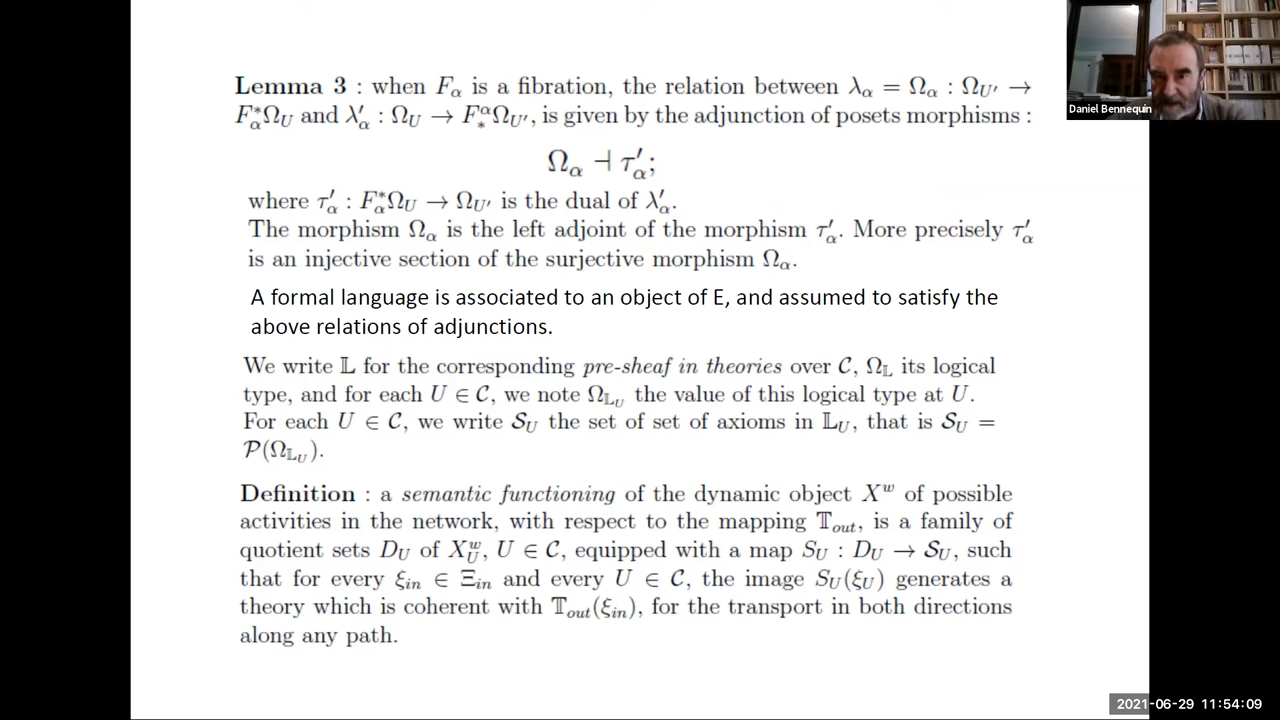 Lemma 3 : when F_α is a fibration, the relation between λ_α = Ω_α : Ω_{U'} →
F_α^*Ω_U and λ'_α : Ω_U → F_*^αΩ_{U'}, is given by the adjunction of posets morphisms :
Ω_α ⊣ τ'_α;
where τ'_α : F_α^*Ω_U → Ω_{U'} is the dual of λ'_α.
The morphism Ω_α is the left adjoint of the morphism τ'_α. More precisely τ'_α
is an injective section of the surjective morphism Ω_α.
A formal language is associated to an object of E, and assumed to satisfy the
above relations of adjunctions.
We write 𝕃 for the corresponding pre-sheaf in theories over 𝒞, Ω_𝕃 its logical
type, and for each U ∈ 𝒞, we note Ω_{𝕃_U} the value of this logical type at U.
For each U ∈ 𝒞, we write 𝒮_U the set of set of axioms in 𝕃_U, that is 𝒮_U =
𝒫(Ω_{𝕃_U}).
Definition : a semantic functioning of the dynamic object X^w of possible
activities in the network, with respect to the mapping 𝕋_out, is a family of
quotient sets D_U of X_U^w, U ∈ 𝒞, equipped with a map S_U : D_U → 𝒮_U, such
that for every ξ_in ∈ Ξ_in and every U ∈ 𝒞, the image S_U(ξ_U) generates a
theory which is coherent with 𝕋_out(ξ_in), for the transport in both directions
along any path.
Daniel Bennequin
2021-06-29 11:54:09